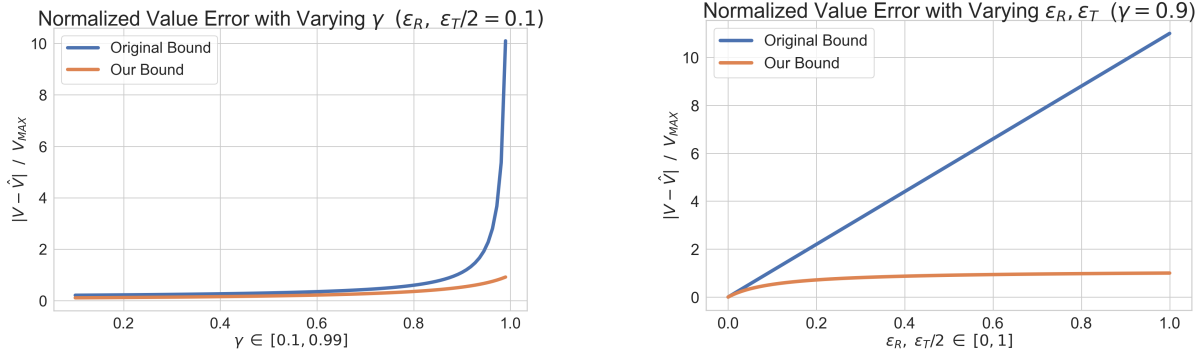 Normalized Value Error with Varying γ (ε_R, ε_T/2 = 0.1)
Original Bound
Our Bound
|V − V̂| / V_MAX
10
8
6
4
2
0
0.2 0.4 0.6 0.8 1.0
γ ∈ [0.1, 0.99]
Normalized Value Error with Varying ε_R, ε_T (γ = 0.9)
Original Bound
Our Bound
|V − V̂| / V_MAX
10
8
6
4
2
0
0.0 0.2 0.4 0.6 0.8 1.0
ε_R, ε_T/2 ∈ [0, 1]